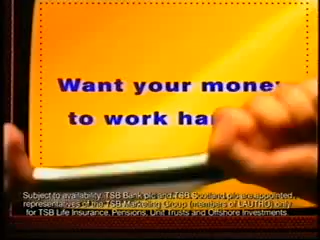 Want your money
to work har
Subject to availability. TSB Bank plc and TSB Scotland plc are appointed
representatives of the TSB Marketing Group (members of LAUTRO) only
for TSB Life Insurance, Pensions, Unit Trusts and Offshore Investments.